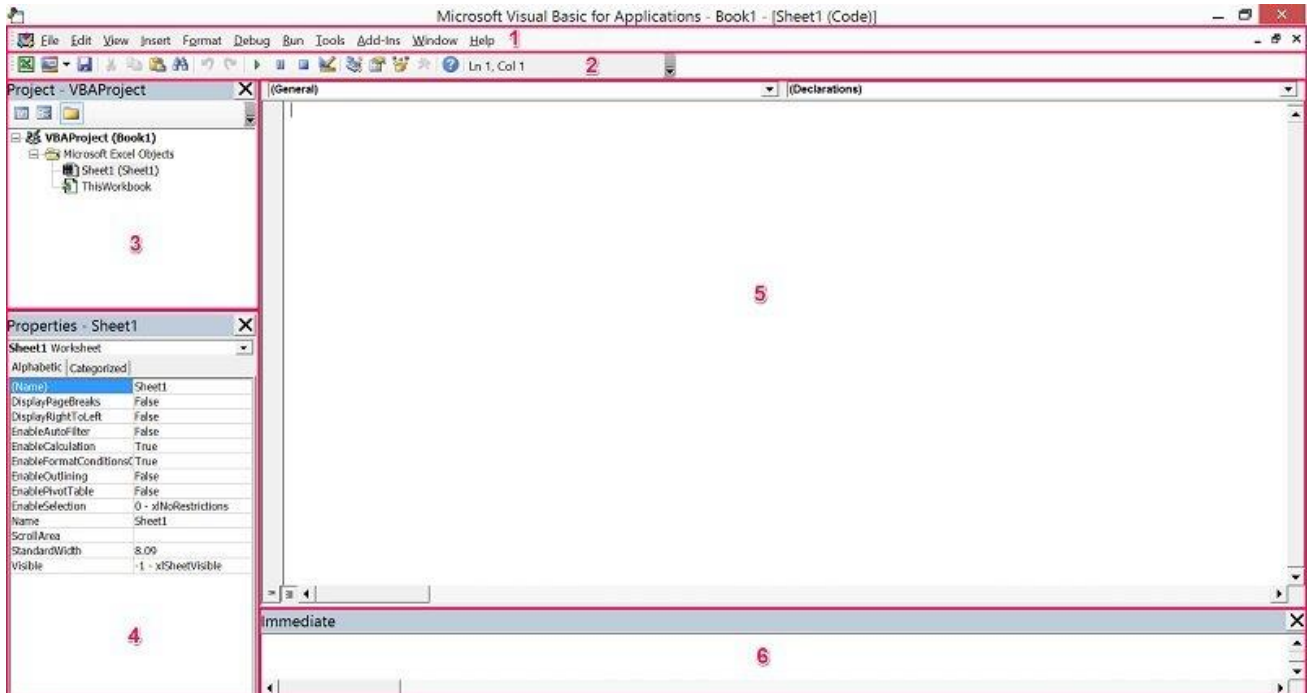 Microsoft Visual Basic for Applications - Book1 - [Sheet1 (Code)]
File Edit View Insert Format Debug Run Tools Add-Ins Window Help 1
Ln 1, Col 1 2
Project - VBAProject
VBAProject (Book1)
Microsoft Excel Objects
Sheet1 (Sheet1)
ThisWorkbook
3
Properties - Sheet1
Sheet1 Worksheet
Alphabetic Categorized
(Name) Sheet1
DisplayPageBreaks False
DisplayRightToLeft False
EnableAutoFilter False
EnableCalculation True
EnableFormatConditionsC True
EnableOutlining False
EnablePivotTable False
EnableSelection 0 - xlNoRestrictions
Name Sheet1
ScrollArea
StandardWidth 8.09
Visible -1 - xlSheetVisible
4
(General) (Declarations)
5
Immediate
6